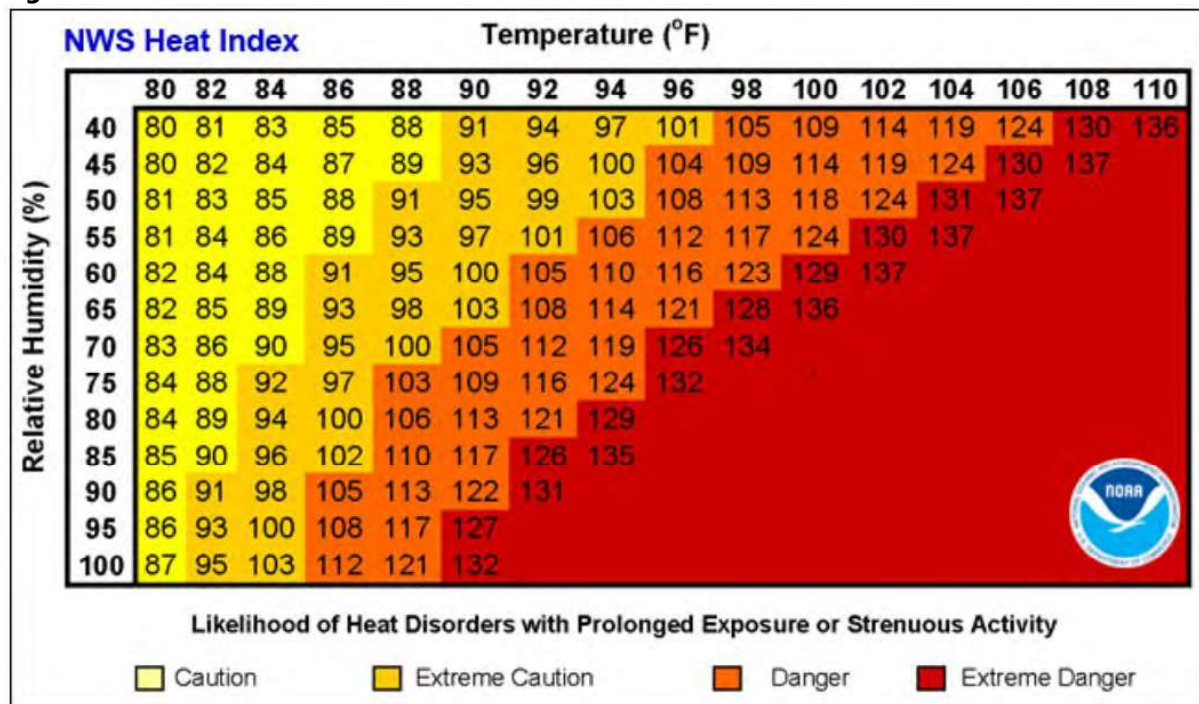 NWS Heat Index
Temperature (°F)
80 82 84 86 88 90 92 94 96 98 100 102 104 106 108 110
Relative Humidity (%)
40 80 81 83 85 88 91 94 97 101 105 109 114 119 124 130 136
45 80 82 84 87 89 93 96 100 104 109 114 119 124 130 137
50 81 83 85 88 91 95 99 103 108 113 118 124 131 137
55 81 84 86 89 93 97 101 106 112 117 124 130 137
60 82 84 88 91 95 100 105 110 116 123 129 137
65 82 85 89 93 98 103 108 114 121 128 136
70 83 86 90 95 100 105 112 119 126 134
75 84 88 92 97 103 109 116 124 132
80 84 89 94 100 106 113 121 129
85 85 90 96 102 110 117 126 135
90 86 91 98 105 113 122 131
95 86 93 100 108 117 127
100 87 95 103 112 121 132
NOAA
Likelihood of Heat Disorders with Prolonged Exposure or Strenuous Activity
Caution Extreme Caution Danger Extreme Danger